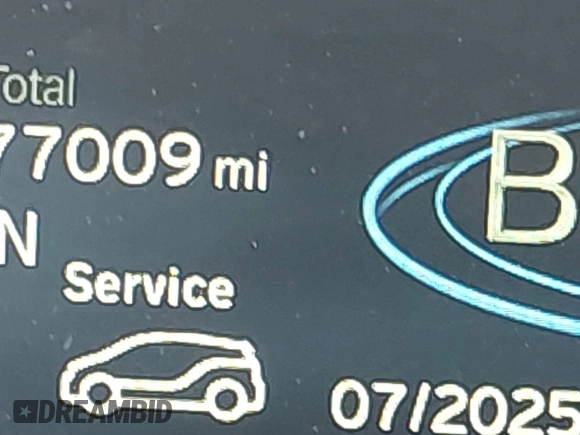 Total
77009 mi
N
B
Service
07/2025
DREAMBID